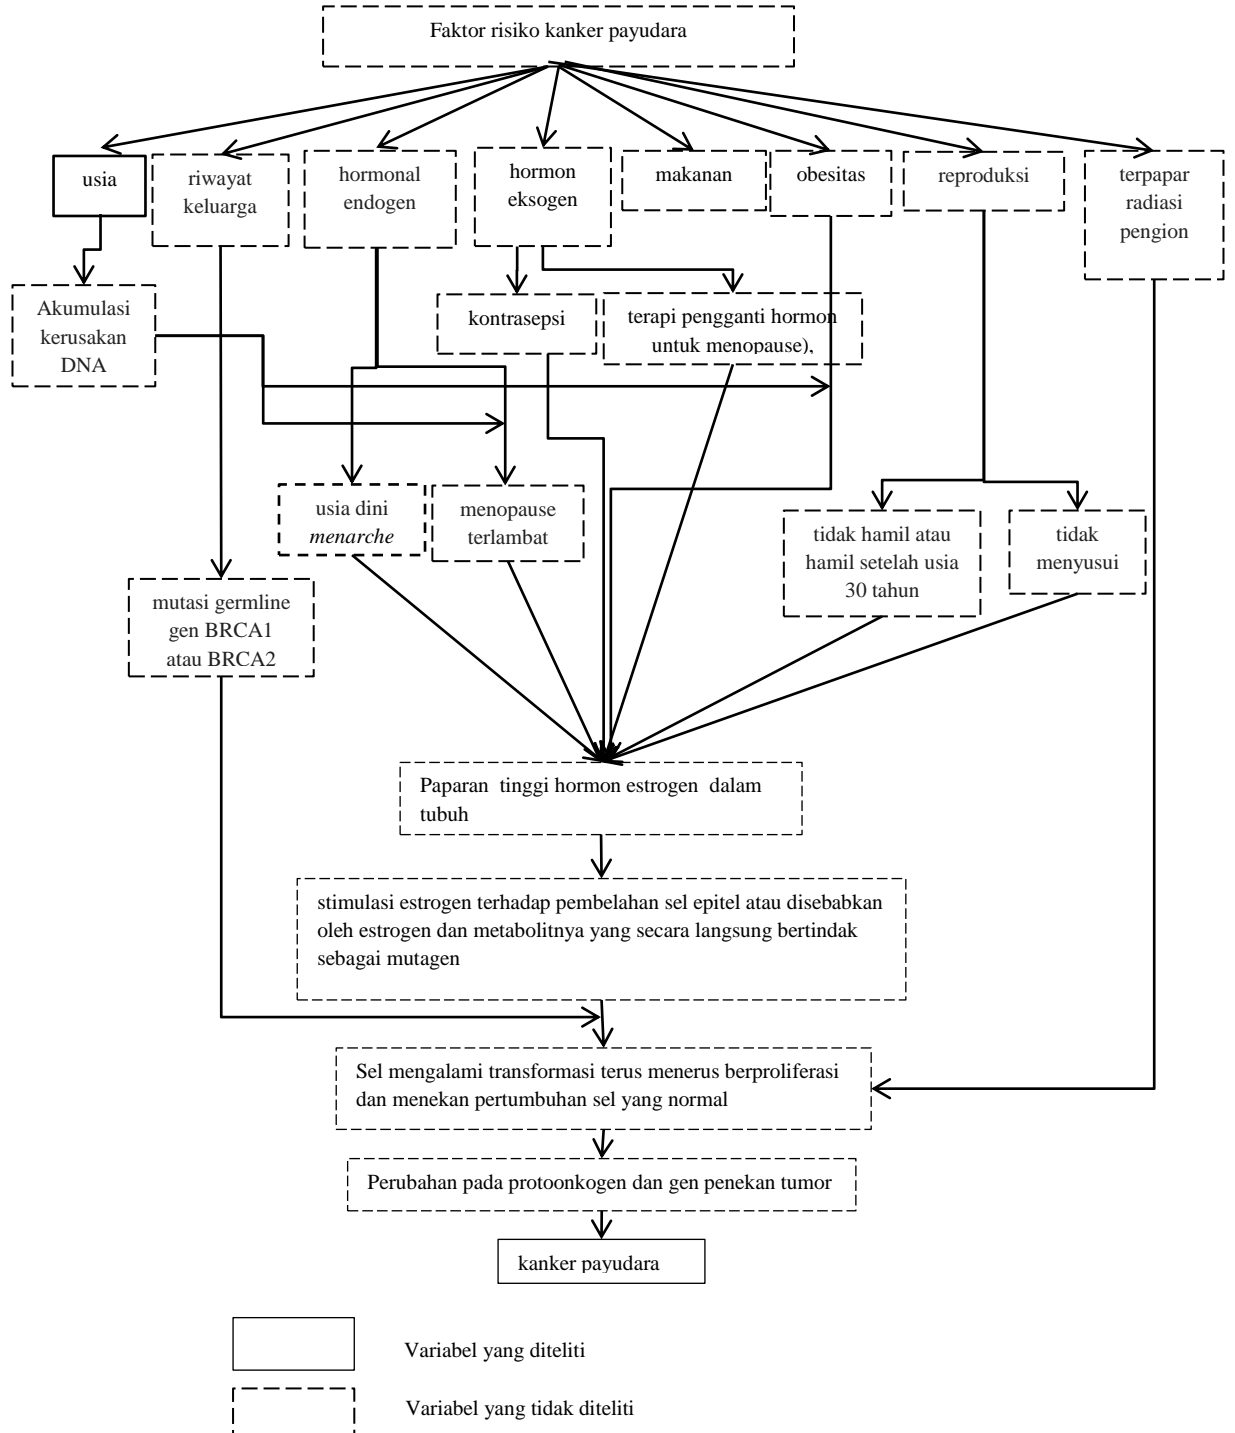 Faktor risiko kanker payudara
usia
riwayat
keluarga
hormonal
endogen
hormon
eksogen
makanan
obesitas
reproduksi
terpapar
radiasi
pengion
Akumulasi
kerusakan
DNA
kontrasepsi
terapi pengganti hormon
untuk menopause),
usia dini
menarche
menopause
terlambat
tidak hamil atau
hamil setelah usia
30 tahun
tidak
menyusui
mutasi germline
gen BRCA1
atau BRCA2
Paparan tinggi hormon estrogen dalam
tubuh
stimulasi estrogen terhadap pembelahan sel epitel atau disebabkan
oleh estrogen dan metabolitnya yang secara langsung bertindak
sebagai mutagen
Sel mengalami transformasi terus menerus berproliferasi
dan menekan pertumbuhan sel yang normal
Perubahan pada protoonkogen dan gen penekan tumor
kanker payudara
Variabel yang diteliti
Variabel yang tidak diteliti